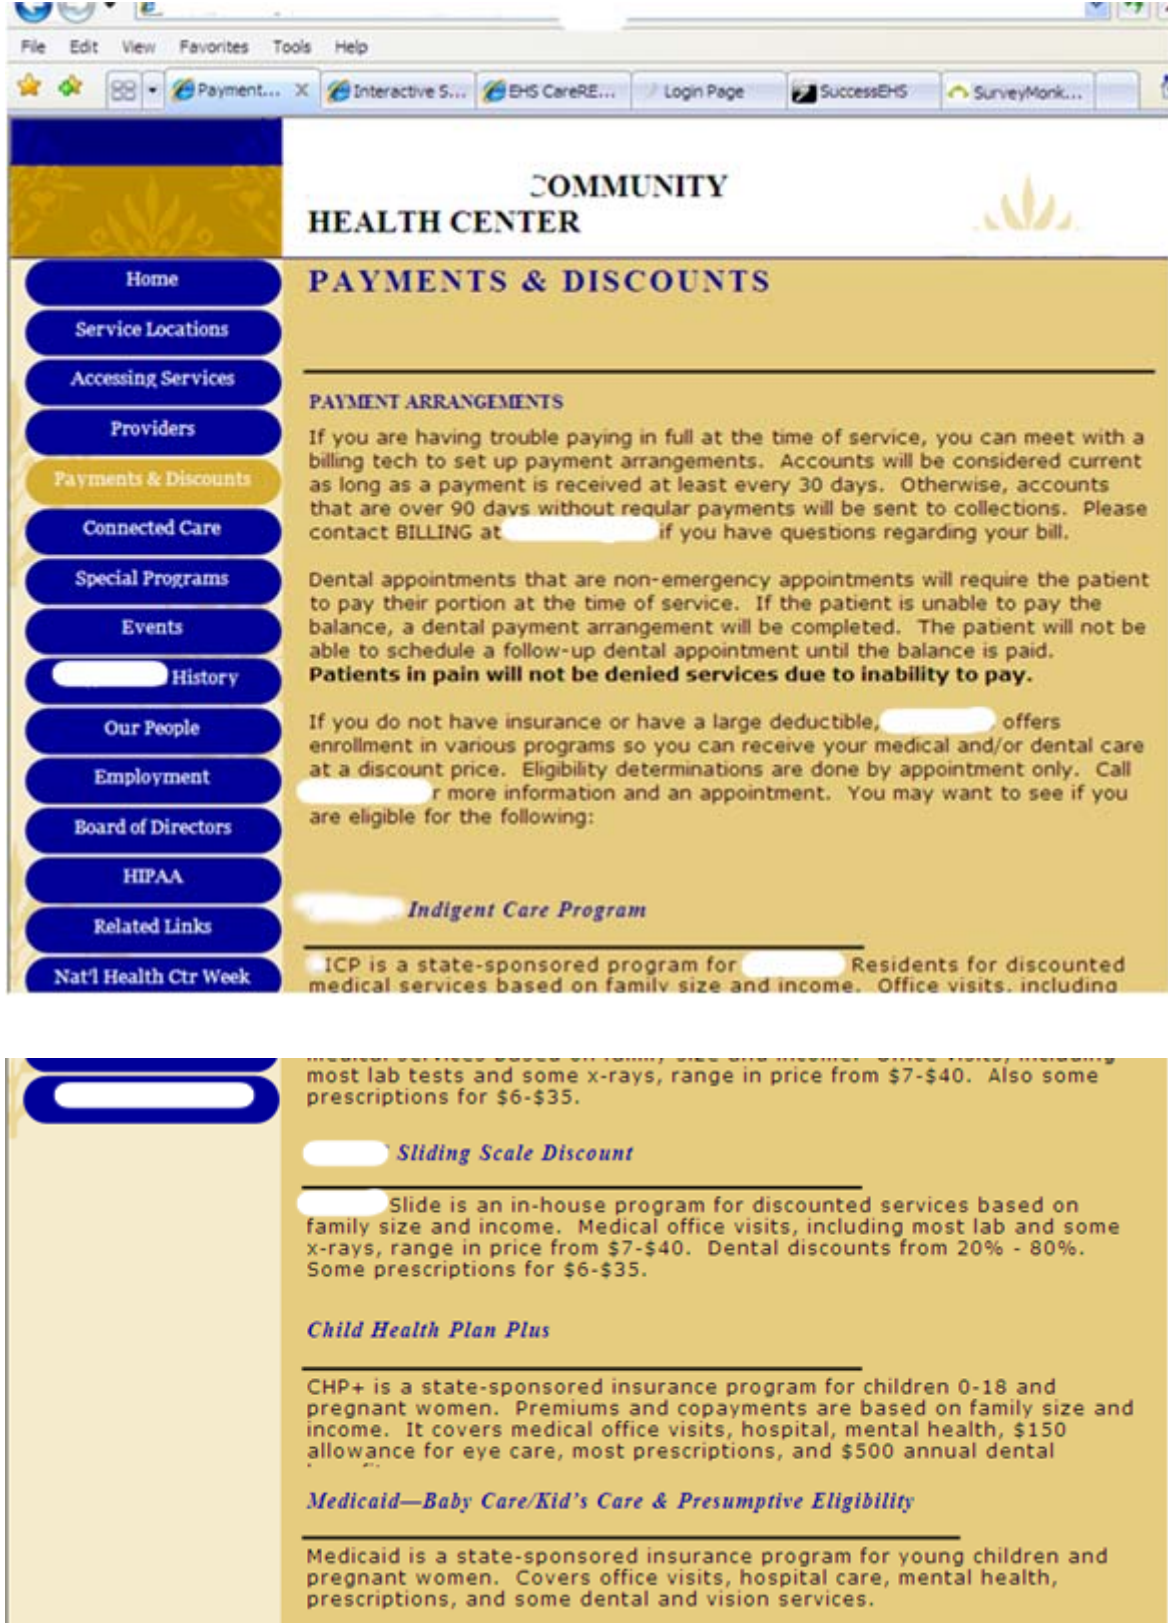 File Edit View Favorites Tools Help
Payment... X Interactive S... EHS CareRE... Login Page SuccessEHS SurveyMonk...
COMMUNITY
HEALTH CENTER
Home
Service Locations
Accessing Services
Providers
Payments & Discounts
Connected Care
Special Programs
Events
History
Our People
Employment
Board of Directors
HIPAA
Related Links
Nat'l Health Ctr Week
PAYMENTS & DISCOUNTS
PAYMENT ARRANGEMENTS
If you are having trouble paying in full at the time of service, you can meet with a
billing tech to set up payment arrangements. Accounts will be considered current
as long as a payment is received at least every 30 days. Otherwise, accounts
that are over 90 days without regular payments will be sent to collections. Please
contact BILLING at if you have questions regarding your bill.
Dental appointments that are non-emergency appointments will require the patient
to pay their portion at the time of service. If the patient is unable to pay the
balance, a dental payment arrangement will be completed. The patient will not be
able to schedule a follow-up dental appointment until the balance is paid.
Patients in pain will not be denied services due to inability to pay.
If you do not have insurance or have a large deductible, offers
enrollment in various programs so you can receive your medical and/or dental care
at a discount price. Eligibility determinations are done by appointment only. Call
r more information and an appointment. You may want to see if you
are eligible for the following:
Indigent Care Program
ICP is a state-sponsored program for Residents for discounted
medical services based on family size and income. Office visits, including
medical services based on family size and income. Office visits, including
most lab tests and some x-rays, range in price from $7-$40. Also some
prescriptions for $6-$35.
Sliding Scale Discount
Slide is an in-house program for discounted services based on
family size and income. Medical office visits, including most lab and some
x-rays, range in price from $7-$40. Dental discounts from 20% - 80%.
Some prescriptions for $6-$35.
Child Health Plan Plus
CHP+ is a state-sponsored insurance program for children 0-18 and
pregnant women. Premiums and copayments are based on family size and
income. It covers medical office visits, hospital, mental health, $150
allowance for eye care, most prescriptions, and $500 annual dental
Medicaid—Baby Care/Kid's Care & Presumptive Eligibility
Medicaid is a state-sponsored insurance program for young children and
pregnant women. Covers office visits, hospital care, mental health,
prescriptions, and some dental and vision services.